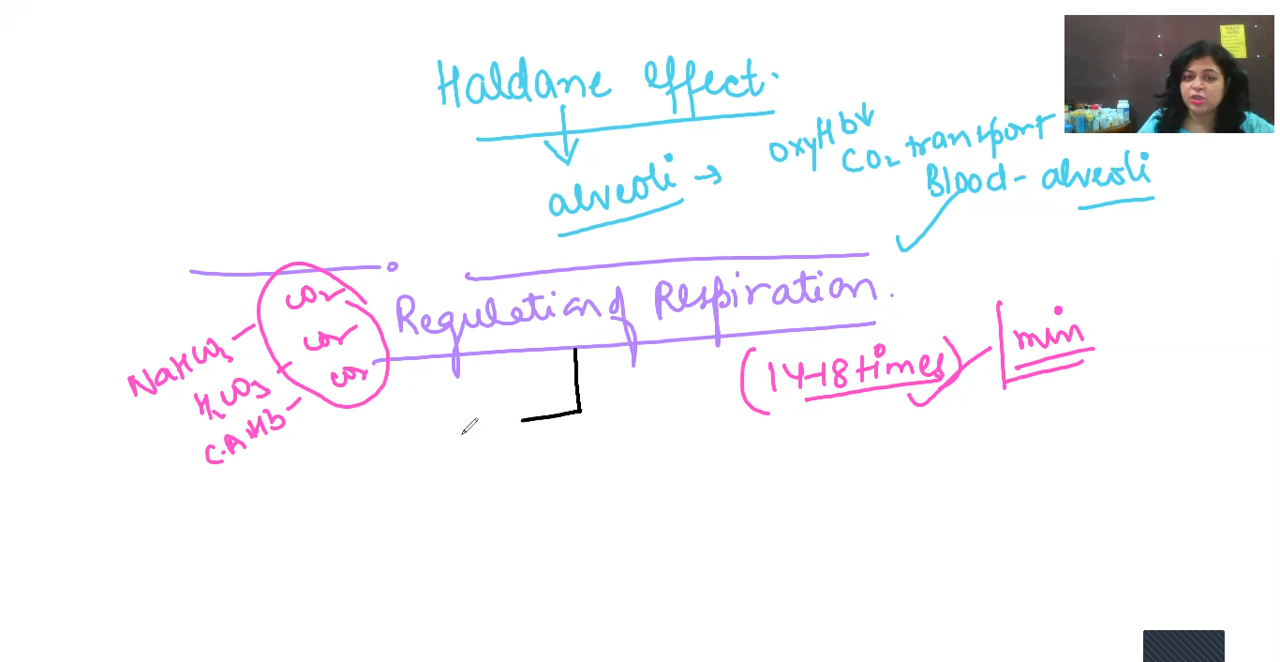 Haldane effect.
alveoli → oxyHb↓
CO2 transport
Blood - alveoli
Regulation of Respiration.
CO2
CO2
CO2
NaHCO3
H2CO3
C.A Hb
(14-18 times)
min